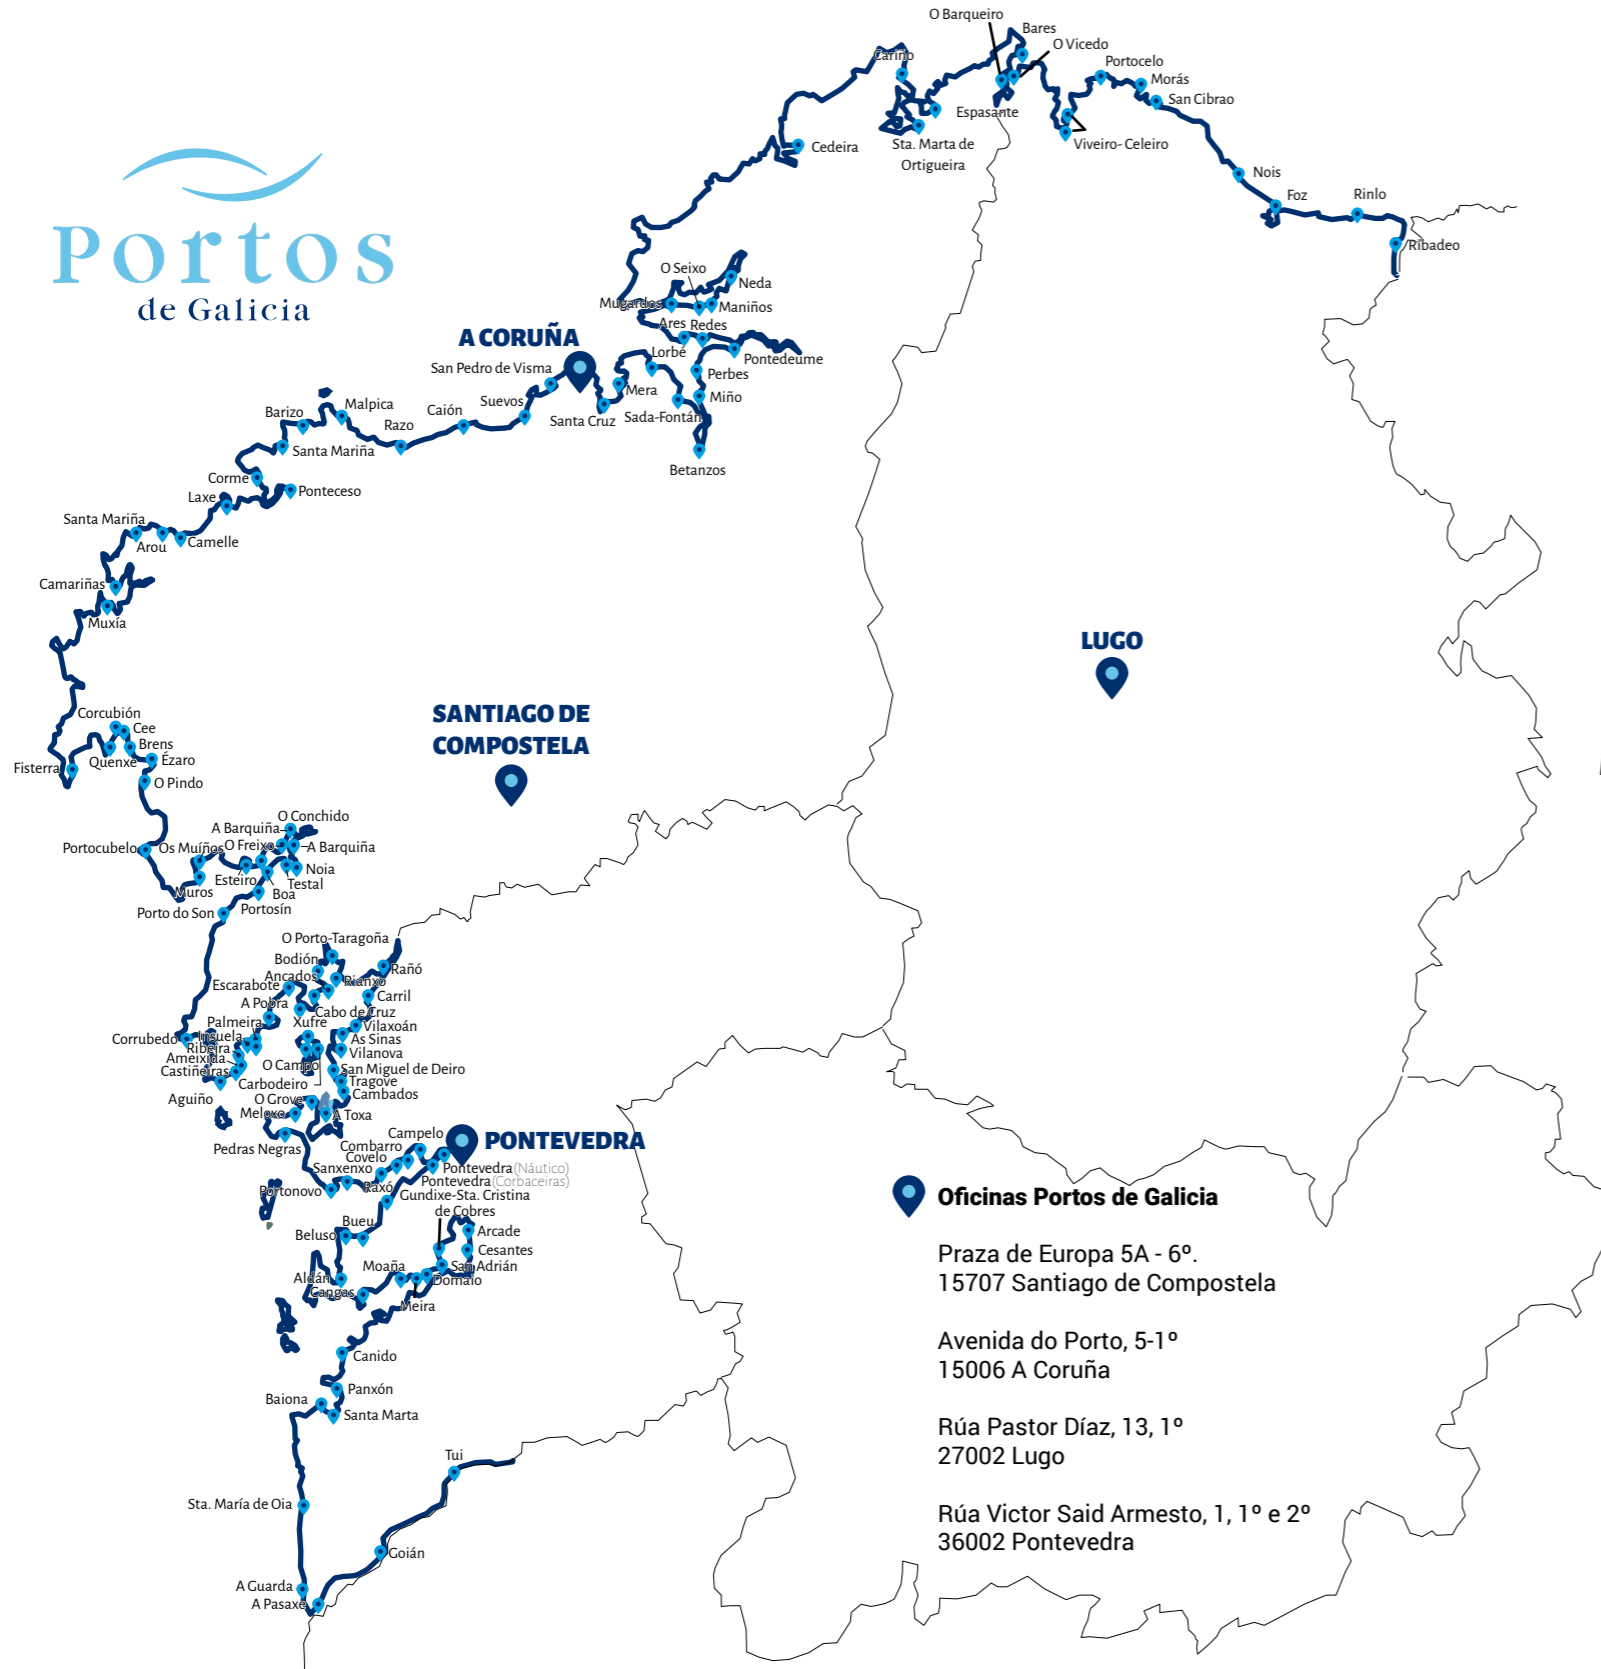 O Barqueiro
Bares
O Vicedo
Cariño
Portocelo
Morás
San Cibrao
Espasante
Cedeira
Sta. Marta de
Ortigueira
Viveiro- Celeiro
Nois
Foz
Rinlo
Ribadeo
Portos
de Galicia
O Seixo
Neda
Mugardos
Maniños
Ares
Redes
A CORUÑA
Lorbé
Pontedeume
San Pedro de Visma
Perbes
Mera
Miño
Suevos
Santa Cruz
Sada-Fontán
Malpica
Barizo
Caión
Razo
Santa Mariña
Betanzos
Corme
Ponteceso
Laxe
Santa Mariña
Arou
Camelle
Camariñas
Muxía
LUGO
SANTIAGO DE
COMPOSTELA
Corcubión
Cee
Brens
Quenxe
Ézaro
Fisterra
O Pindo
O Conchido
A Barquiña
Portocubelo
Os Muíños
O Freixo
A Barquiña
Noia
Esteiro
Testal
Muros
Boa
Portosín
Porto do Son
O Porto-Taragoña
Bodión
Rañó
Ancados
Rianxo
Escarabote
Carril
A Pobra
Cabo de Cruz
Palmeira
Xufre
Vilaxoán
Corrubedo
Insuela
As Sinas
Ribeira
Vilanova
Ameixida
O Campo
Castiñeiras
San Miguel de Deiro
Carbodeiro
Tragove
Aguiño
O Grove
Cambados
Meloxo
A Toxa
Campelo
PONTEVEDRA
Pedras Negras
Combarro
Covelo
Sanxenxo
Pontevedra(Náutico)
Pontevedra(Corbaceiras)
Portonovo
Raxó
Gundixe-Sta. Cristina
de Cobres
Bueu
Beluso
Arcade
Cesantes
Moaña
San Adrián
Aldán
Domaio
Cangas
Meira
Canido
Panxón
Baiona
Santa Marta
Tui
Sta. María de Oia
Goián
A Guarda
A Pasaxe
Oficinas Portos de Galicia
Praza de Europa 5A - 6º.
15707 Santiago de Compostela
Avenida do Porto, 5-1º
15006 A Coruña
Rúa Pastor Díaz, 13, 1º
27002 Lugo
Rúa Victor Said Armesto, 1, 1º e 2º
36002 Pontevedra